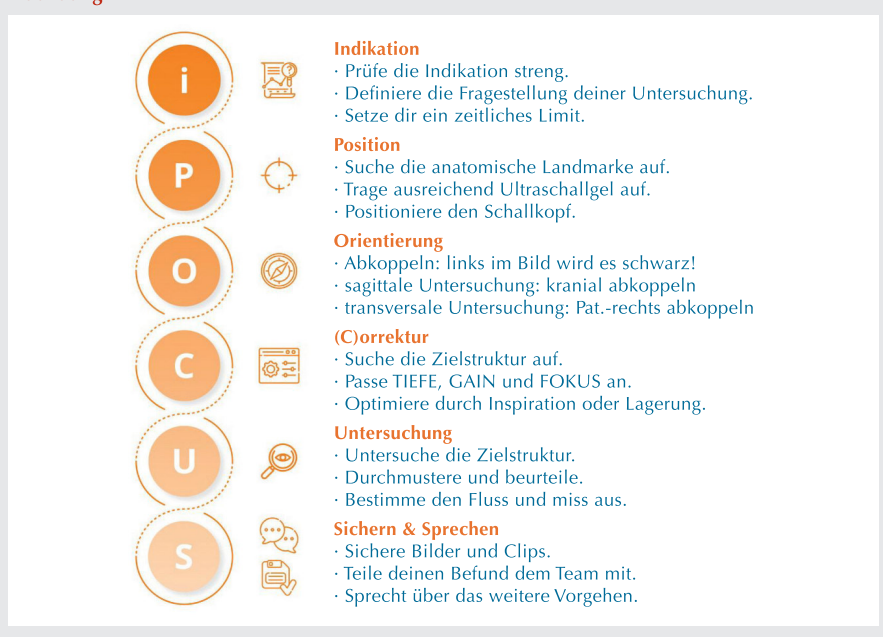 i
Indikation
· Prüfe die Indikation streng.
· Definiere die Fragestellung deiner Untersuchung.
· Setze dir ein zeitliches Limit.
P
Position
· Suche die anatomische Landmarke auf.
· Trage ausreichend Ultraschallgel auf.
· Positioniere den Schallkopf.
O
Orientierung
· Abkoppeln: links im Bild wird es schwarz!
· sagittale Untersuchung: kranial abkoppeln
· transversale Untersuchung: Pat.-rechts abkoppeln
C
(C)orrektur
· Suche die Zielstruktur auf.
· Passe TIEFE, GAIN und FOKUS an.
· Optimiere durch Inspiration oder Lagerung.
U
Untersuchung
· Untersuche die Zielstruktur.
· Durchmustere und beurteile.
· Bestimme den Fluss und miss aus.
S
Sichern & Sprechen
· Sichere Bilder und Clips.
· Teile deinen Befund dem Team mit.
· Sprecht über das weitere Vorgehen.